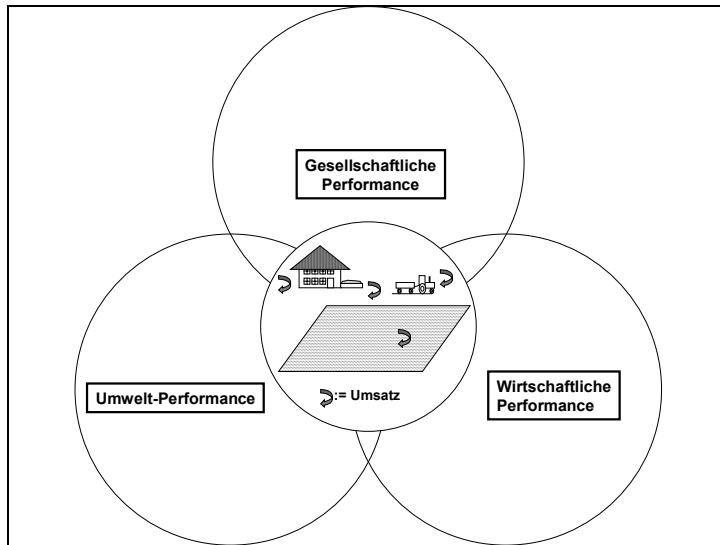 Gesellschaftliche
Performance
Umwelt-Performance
Wirtschaftliche
Performance
:= Umsatz